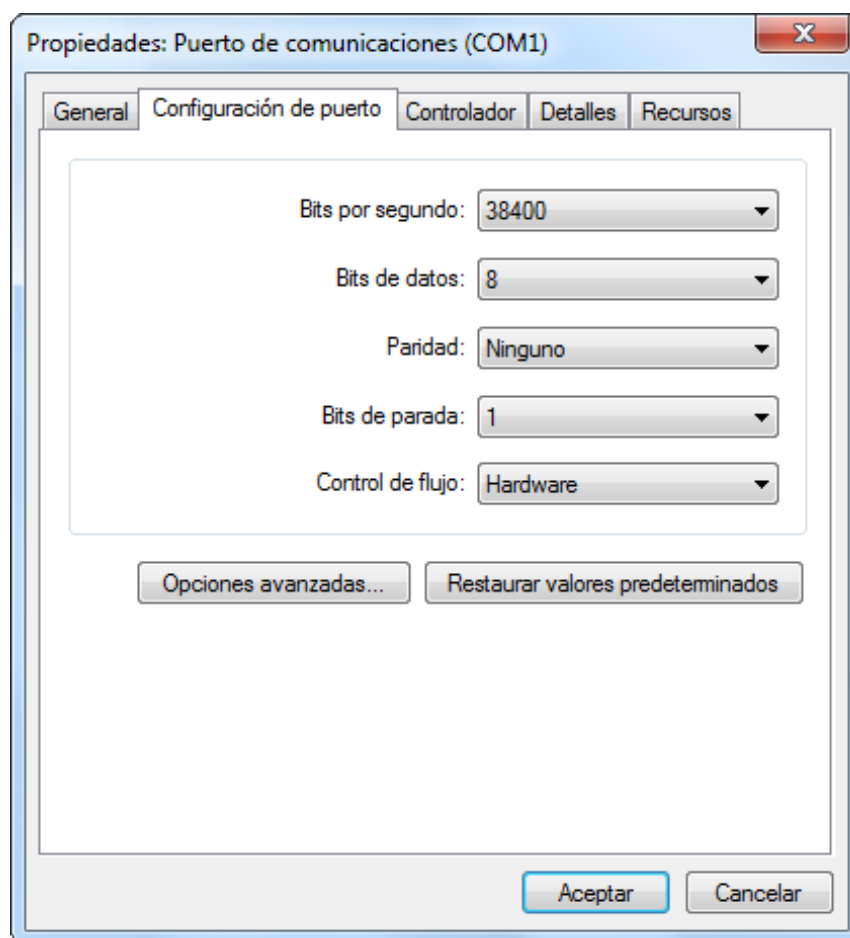 Propiedades: Puerto de comunicaciones (COM1)
General Configuración de puerto Controlador Detalles Recursos
Bits por segundo: 38400
Bits de datos: 8
Paridad: Ninguno
Bits de parada: 1
Control de flujo: Hardware
Opciones avanzadas... Restaurar valores predeterminados
Aceptar Cancelar